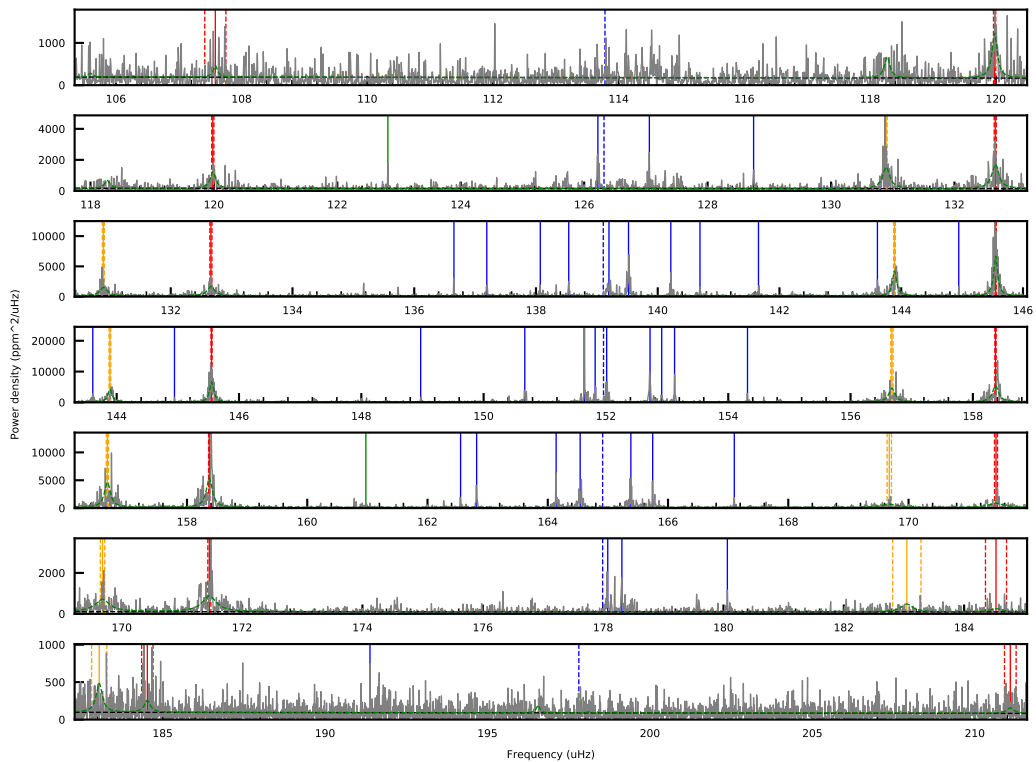 1000
0
106 108 110 112 114 116 118 120
4000
2000
0
118 120 122 124 126 128 130 132
10000
5000
0
132 134 136 138 140 142 144 146
20000
10000
0
144 146 148 150 152 154 156 158
Power density (ppm^2/uHz)
10000
5000
0
158 160 162 164 166 168 170
2000
0
170 172 174 176 178 180 182 184
1000
500
0
185 190 195 200 205 210
Frequency (uHz)